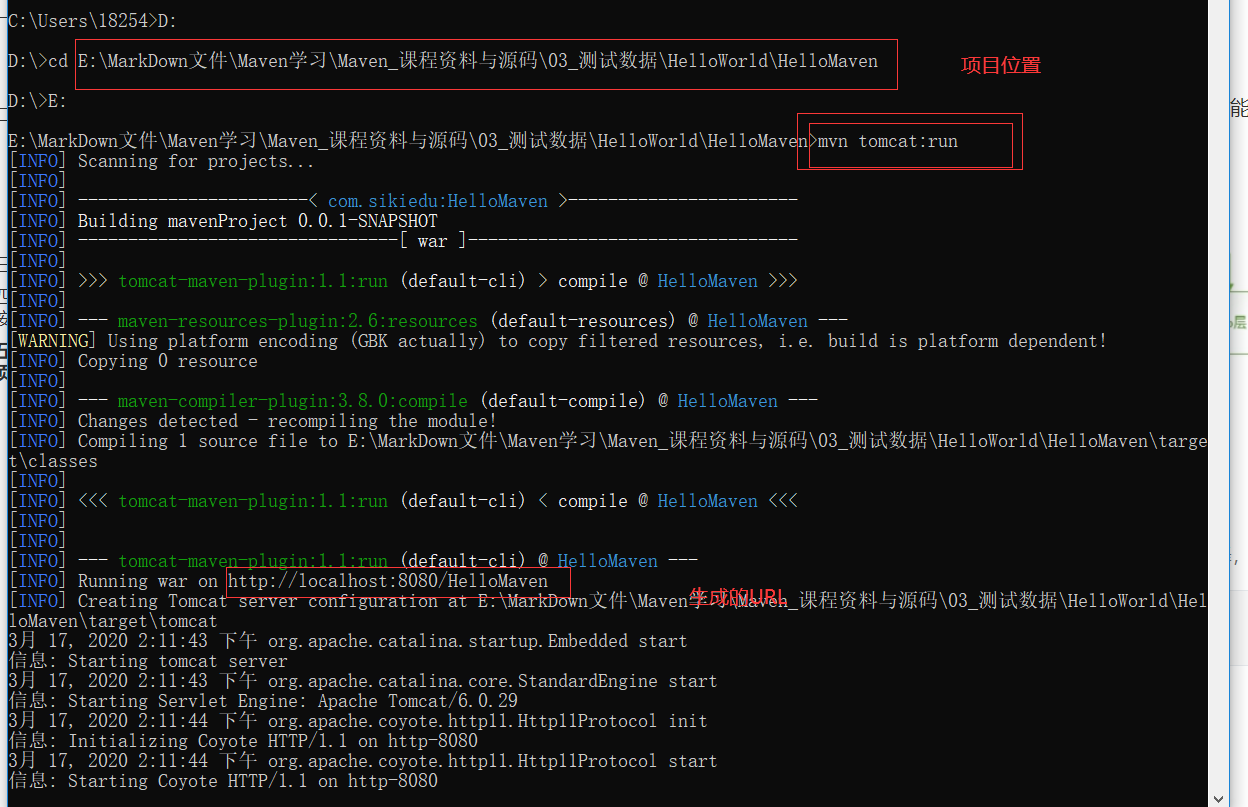 C:\Users\18254>D:
D:\>cd E:\MarkDown文件\Maven学习\Maven_课程资料与源码\03_测试数据\HelloWorld\HelloMaven
项目位置
D:\>E:
能
E:\MarkDown文件\Maven学习\Maven_课程资料与源码\03_测试数据\HelloWorld\HelloMaven>mvn tomcat:run
[INFO] Scanning for projects...
[INFO]
[INFO] -----------------------< com.sikiedu:HelloMaven >-----------------------
[INFO] Building mavenProject 0.0.1-SNAPSHOT
[INFO] --------------------------------[ war ]---------------------------------
[INFO]
[INFO] >>> tomcat-maven-plugin:1.1:run (default-cli) > compile @ HelloMaven >>>
[INFO]
[INFO] --- maven-resources-plugin:2.6:resources (default-resources) @ HelloMaven ---
层
[WARNING] Using platform encoding (GBK actually) to copy filtered resources, i.e. build is platform dependent!
[INFO] Copying 0 resource
[INFO]
[INFO] --- maven-compiler-plugin:3.8.0:compile (default-compile) @ HelloMaven ---
[INFO] Changes detected - recompiling the module!
[INFO] Compiling 1 source file to E:\MarkDown文件\Maven学习\Maven_课程资料与源码\03_测试数据\HelloWorld\HelloMaven\targe
t\classes
[INFO]
[INFO] <<< tomcat-maven-plugin:1.1:run (default-cli) < compile @ HelloMaven <<<
[INFO]
[INFO]
[INFO] --- tomcat-maven-plugin:1.1:run (default-cli) @ HelloMaven ---
[INFO] Running war on http://localhost:8080/HelloMaven
生成的URL
[INFO] Creating Tomcat server configuration at E:\MarkDown文件\Maven学习\Maven_课程资料与源码\03_测试数据\HelloWorld\Hel
loMaven\target\tomcat
3月 17, 2020 2:11:43 下午 org.apache.catalina.startup.Embedded start
信息: Starting tomcat server
3月 17, 2020 2:11:43 下午 org.apache.catalina.core.StandardEngine start
信息: Starting Servlet Engine: Apache Tomcat/6.0.29
3月 17, 2020 2:11:44 下午 org.apache.coyote.http11.Http11Protocol init
信息: Initializing Coyote HTTP/1.1 on http-8080
3月 17, 2020 2:11:44 下午 org.apache.coyote.http11.Http11Protocol start
信息: Starting Coyote HTTP/1.1 on http-8080